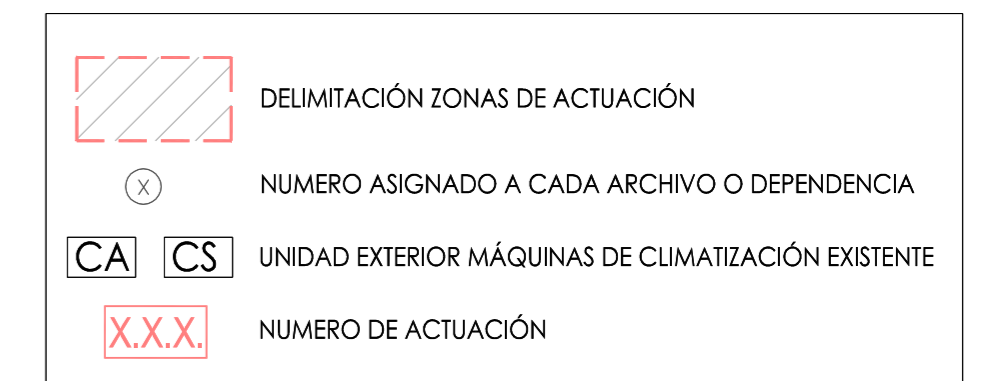 DELIMITACIÓN ZONAS DE ACTUACIÓN
X NUMERO ASIGNADO A CADA ARCHIVO O DEPENDENCIA
CA CS UNIDAD EXTERIOR MÁQUINAS DE CLIMATIZACIÓN EXISTENTE
X.X.X. NUMERO DE ACTUACIÓN